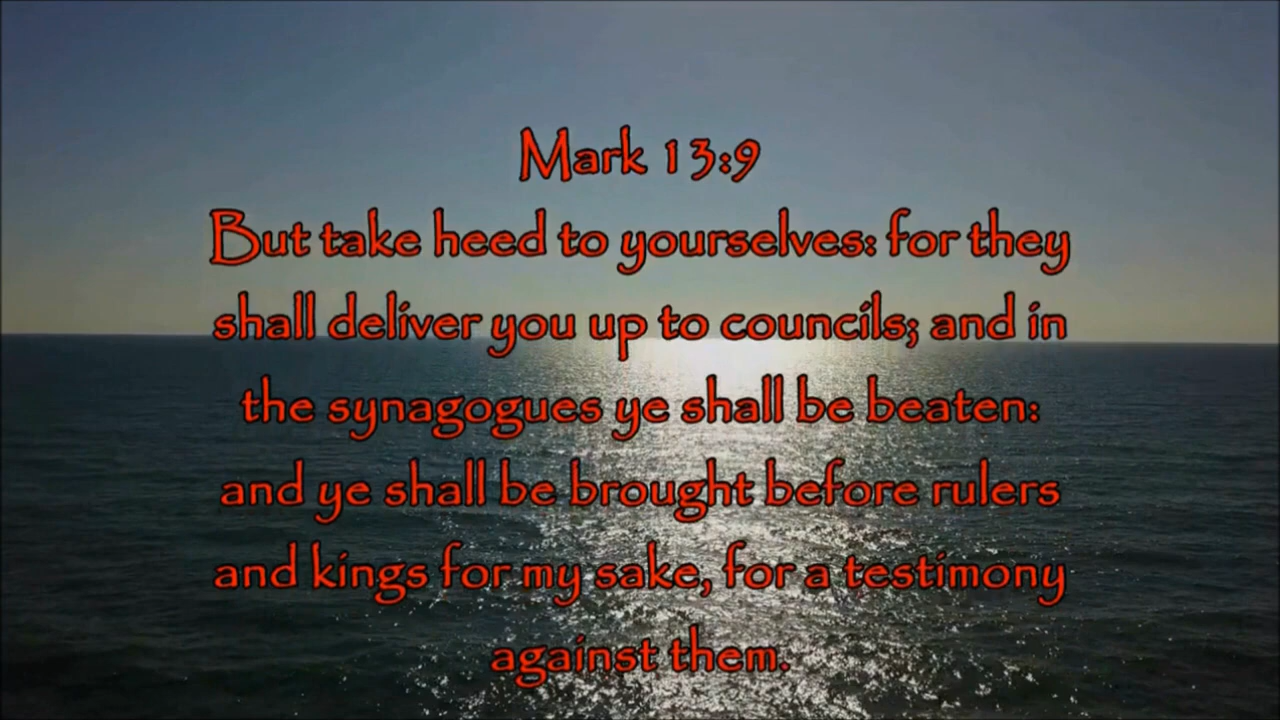 Mark 13:9
But take heed to yourselves: for they
shall deliver you up to councils; and in
the synagogues ye shall be beaten:
and ye shall be brought before rulers
and kings for my sake, for a testimony
against them.